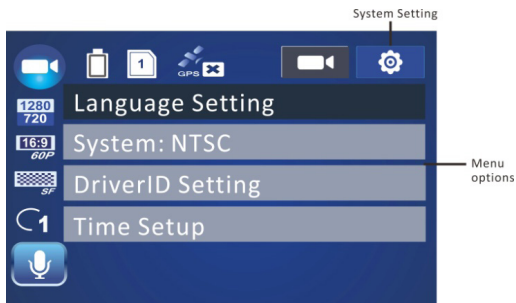 System Setting
1
GPS
Language Setting
1280
720
System: NTSC
16:9
60P
Menu
options
DriverID Setting
SF
1
Time Setup